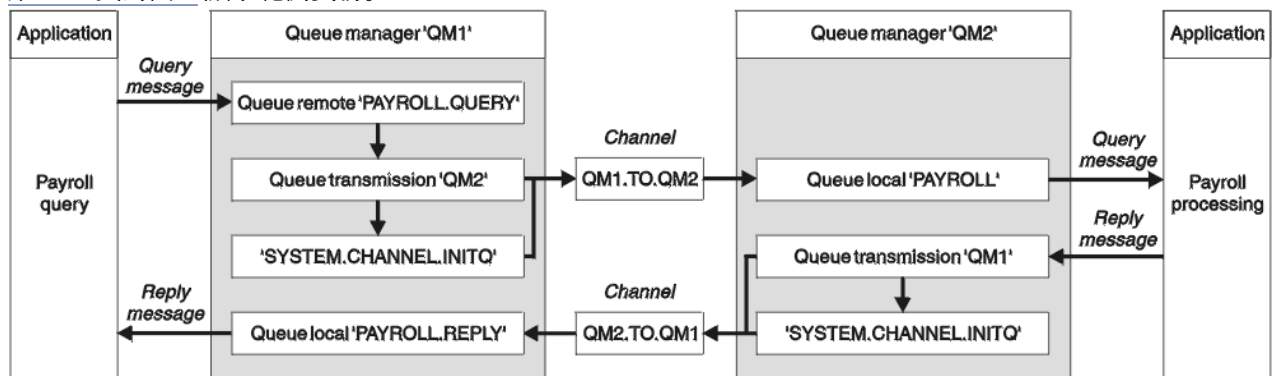 Application
Queue manager 'QM1'
Queue manager 'QM2'
Application
Query
message
Queue remote 'PAYROLL.QUERY'
Channel
Query
message
Payroll
query
Queue transmission 'QM2'
QM1.TO.QM2
Queue local 'PAYROLL'
Payroll
processing
Reply
message
'SYSTEM.CHANNEL.INITQ'
Queue transmission 'QM1'
Reply
message
Channel
Queue local 'PAYROLL.REPLY'
QM2.TO.QM1
'SYSTEM.CHANNEL.INITQ'